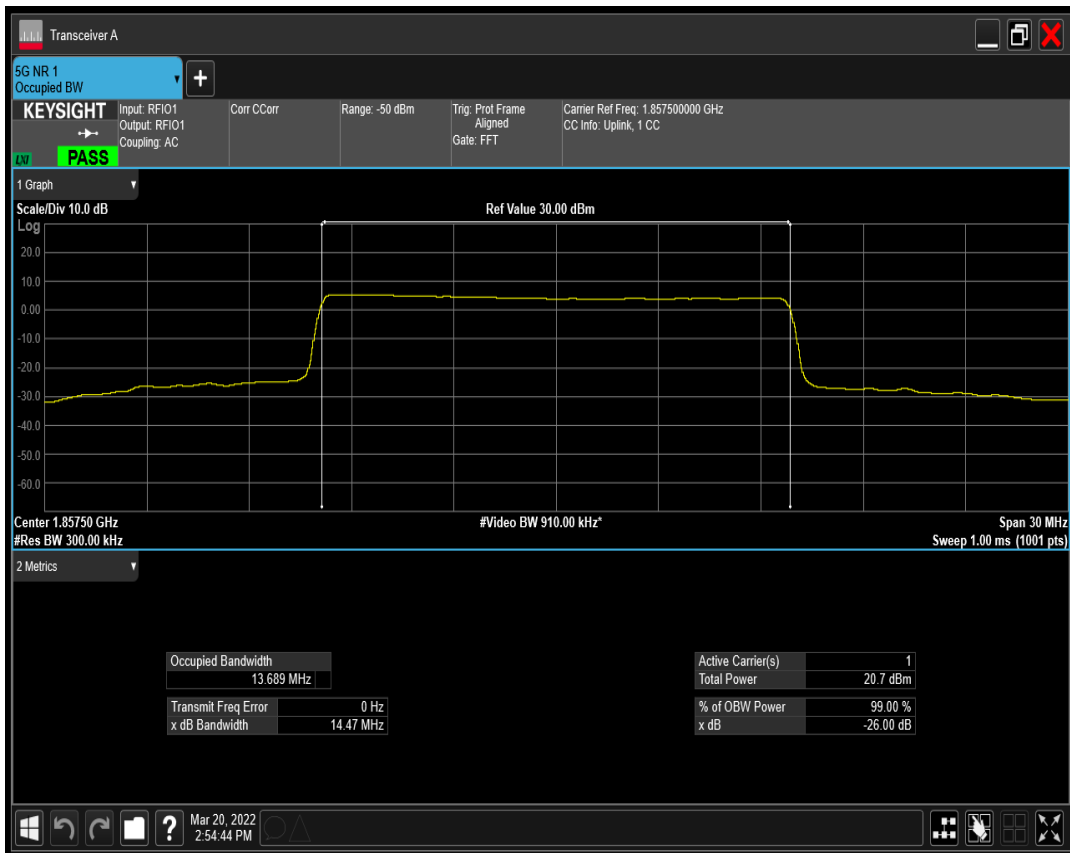 Transceiver A
5G NR 1
Occupied BW
+
KEYSIGHT
LXI
PASS
Input: RFIO1
Output: RFIO1
Coupling: AC
Corr CCorr
Range: -50 dBm
Trig: Prot Frame
Aligned
Gate: FFT
Carrier Ref Freq: 1.857500000 GHz
CC Info: Uplink, 1 CC
1 Graph
Scale/Div 10.0 dB
Ref Value 30.00 dBm
Log
20.0
10.0
0.00
-10.0
-20.0
-30.0
-40.0
-50.0
-60.0
Center 1.85750 GHz
#Video BW 910.00 kHz*
Span 30 MHz
#Res BW 300.00 kHz
Sweep 1.00 ms (1001 pts)
2 Metrics
Occupied Bandwidth
13.689 MHz
Transmit Freq Error 0 Hz
x dB Bandwidth 14.47 MHz
Active Carrier(s) 1
Total Power 20.7 dBm
% of OBW Power 99.00 %
x dB -26.00 dB
?
Mar 20, 2022
2:54:44 PM